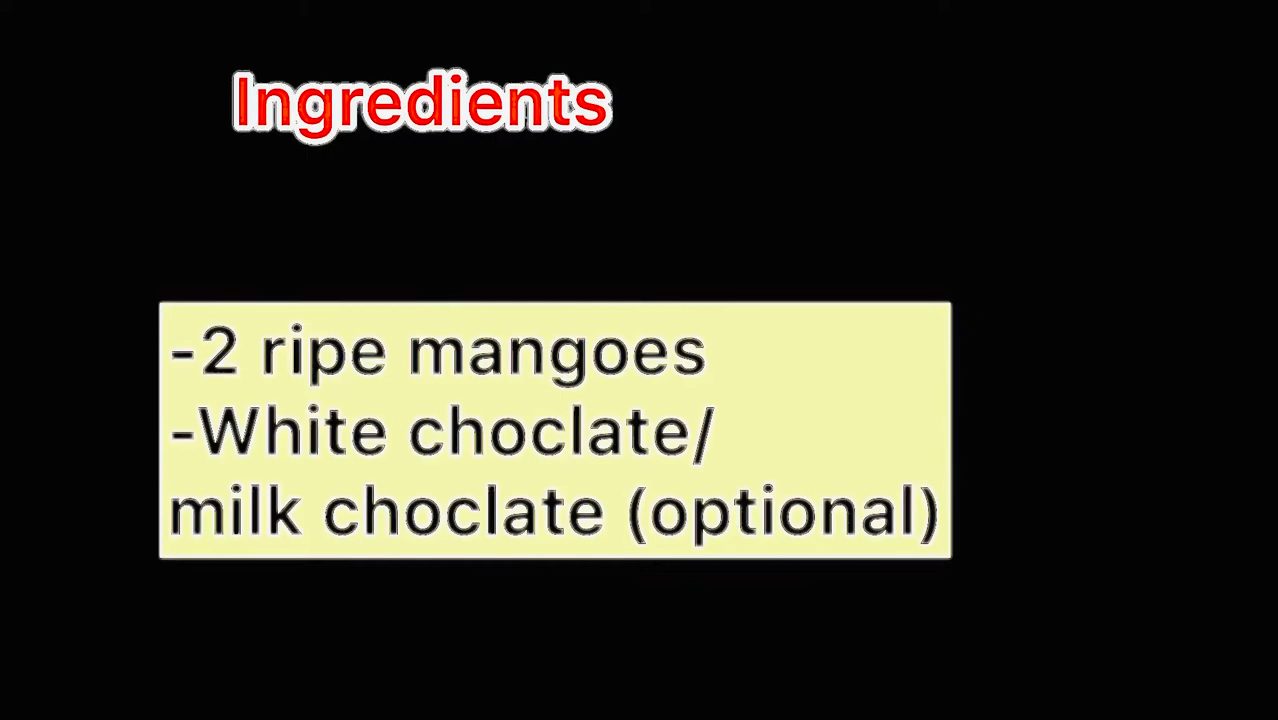 Ingredients
-2 ripe mangoes
-White choclate/
milk choclate (optional)